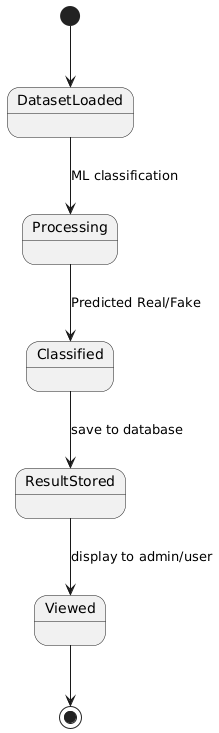 DatasetLoaded
ML classification
Processing
Predicted Real/Fake
Classified
save to database
ResultStored
display to admin/user
Viewed